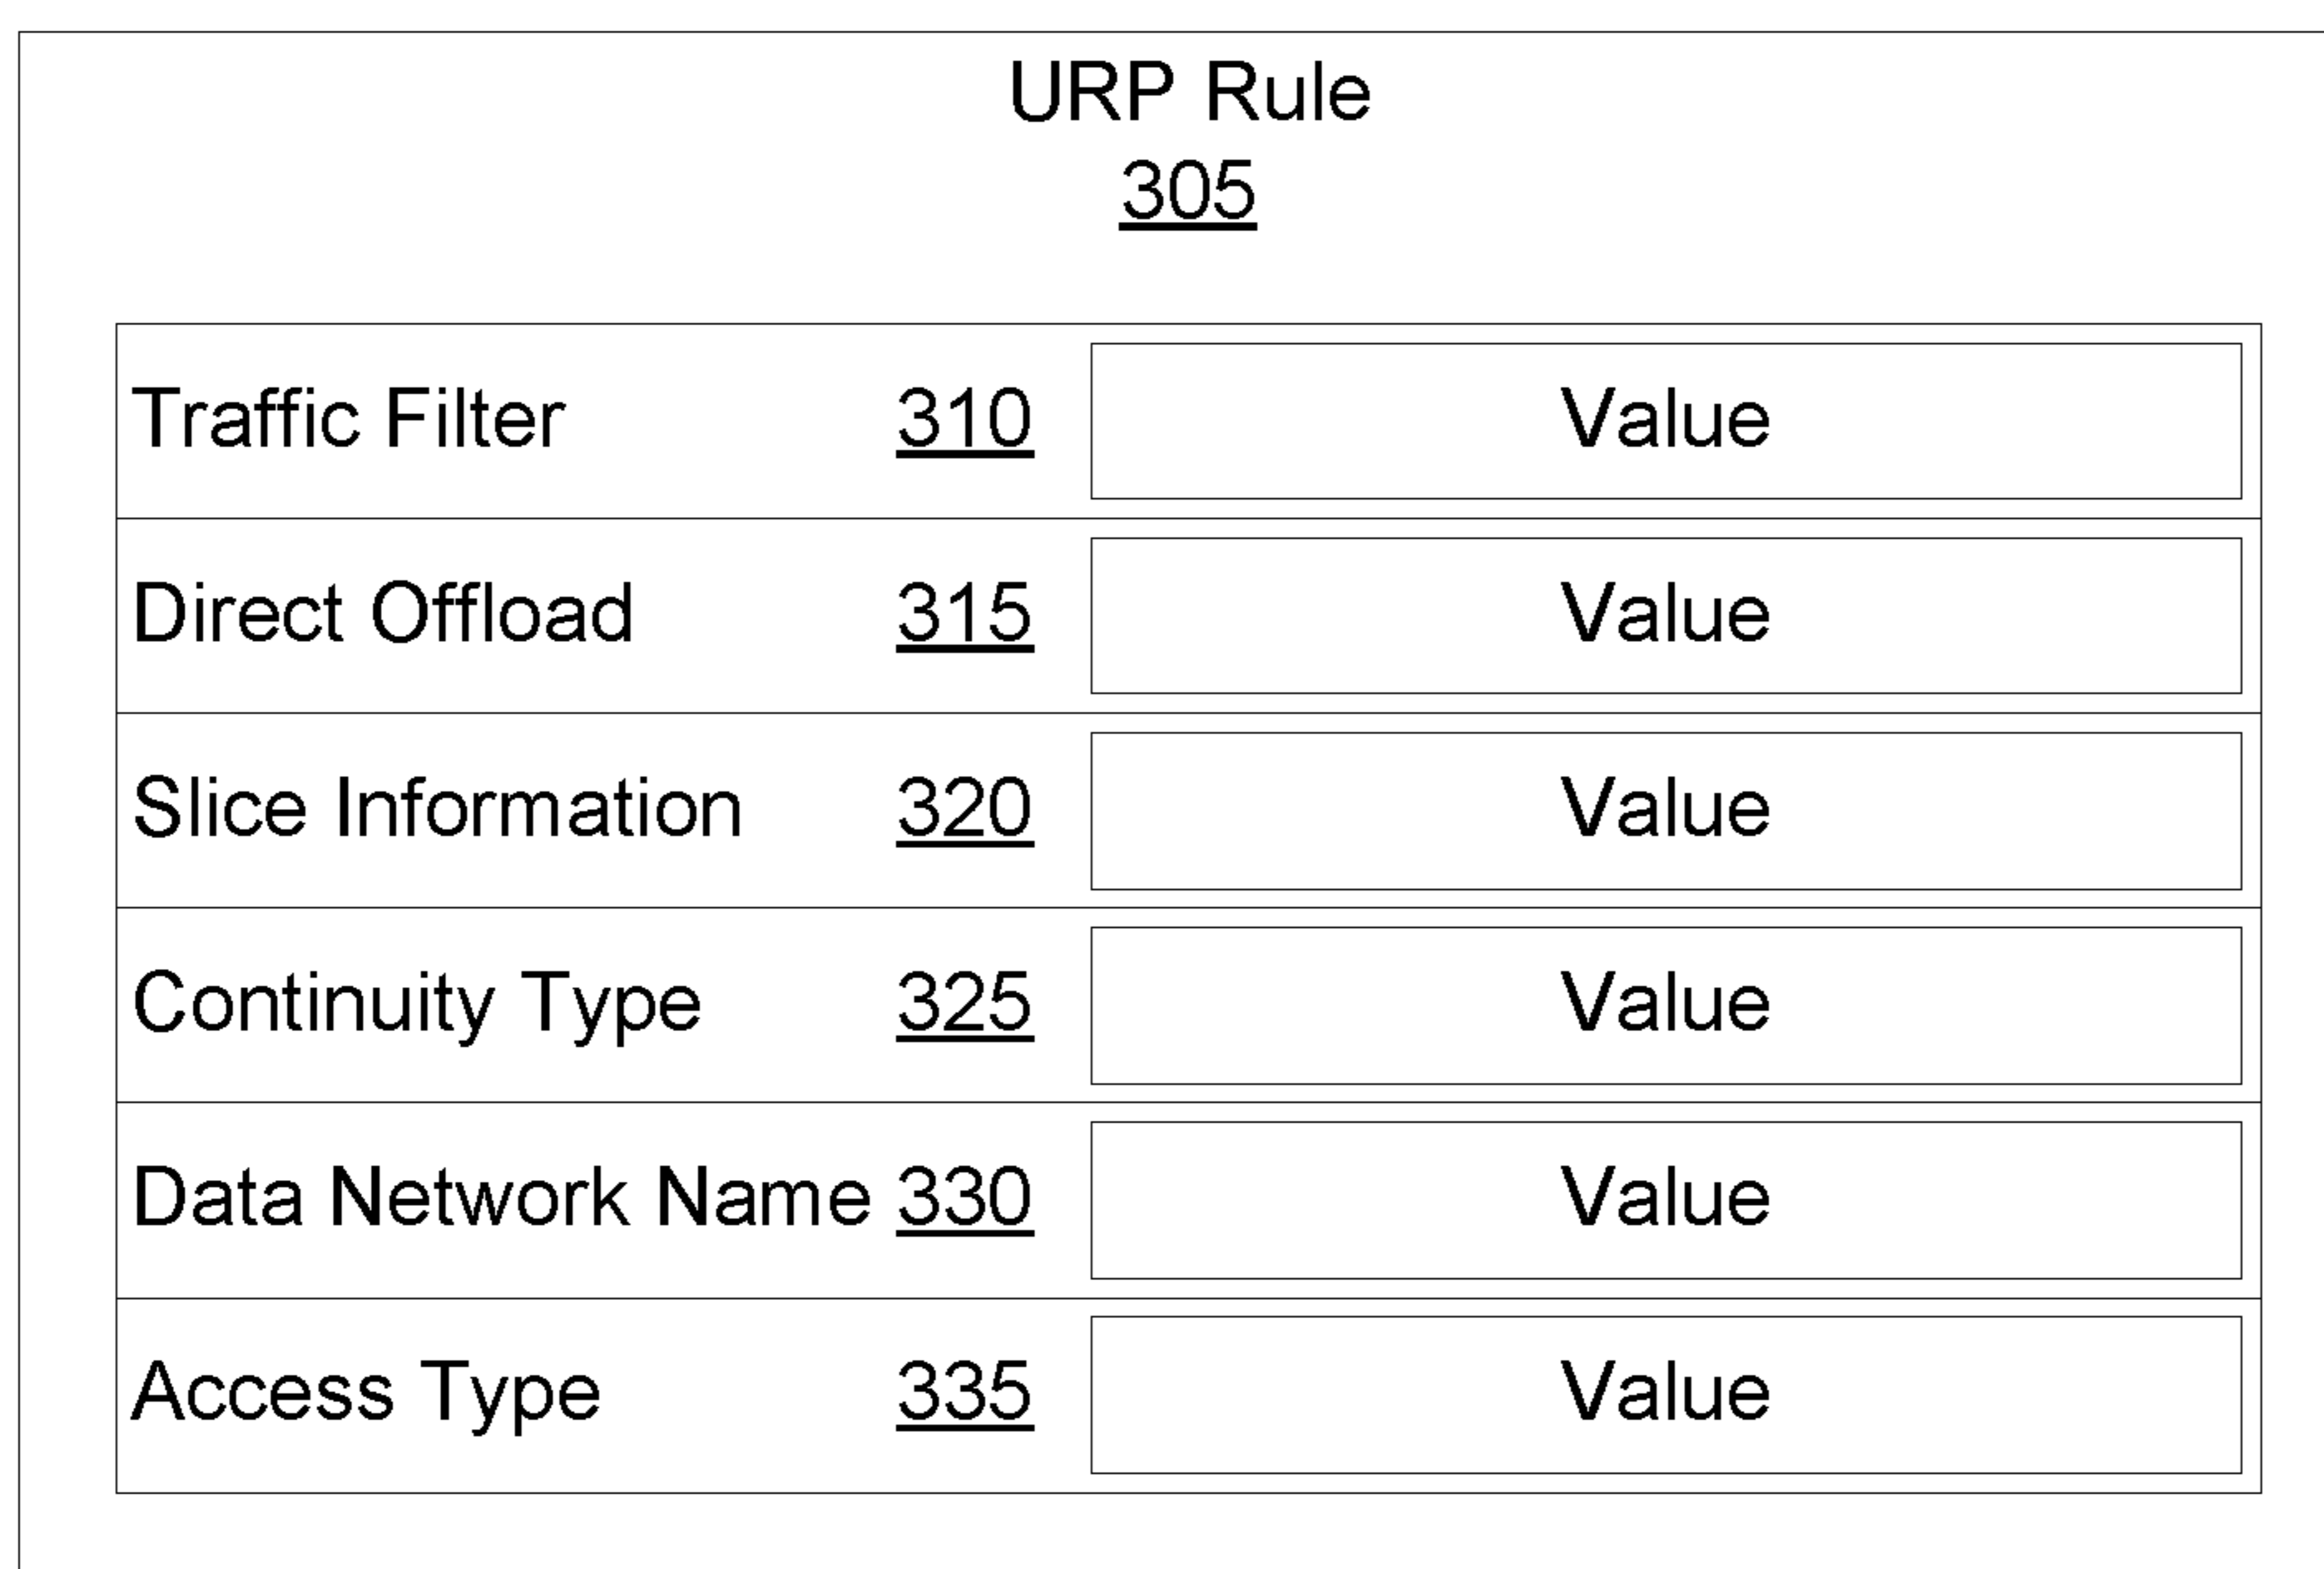 URP Rule
305
Traffic Filter 310 Value
Direct Offload 315 Value
Slice Information 320 Value
Continuity Type 325 Value
Data Network Name 330 Value
Access Type 335 Value